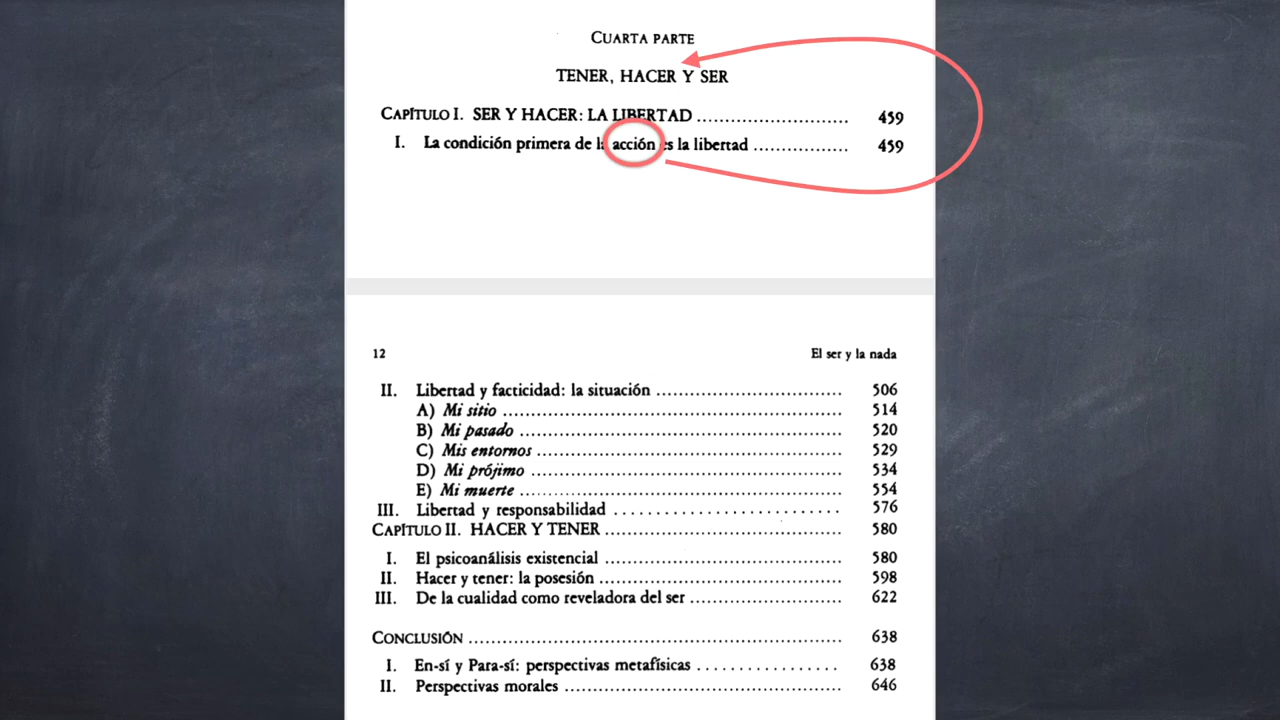 CUARTA PARTE
TENER, HACER Y SER
CAPÍTULO I. SER Y HACER: LA LIBERTAD .......................... 459
I. La condición primera de la acción es la libertad ................ 459
12 El ser y la nada
II. Libertad y facticidad: la situación ............................... 506
A) Mi sitio ......................................................... 514
B) Mi pasado ...................................................... 520
C) Mis entornos .................................................. 529
D) Mi prójimo .................................................... 534
E) Mi muerte ...................................................... 554
III. Libertad y responsabilidad ........................... 576
CAPÍTULO II. HACER Y TENER ........................................ 580
I. El psicoanálisis existencial ........................................ 580
II. Hacer y tener: la posesión ......................................... 598
III. De la cualidad como reveladora del ser .......................... 622
CONCLUSIÓN ................................................................ 638
I. En-sí y Para-sí: perspectivas metafísicas ................ 638
II. Perspectivas morales ............................................... 646